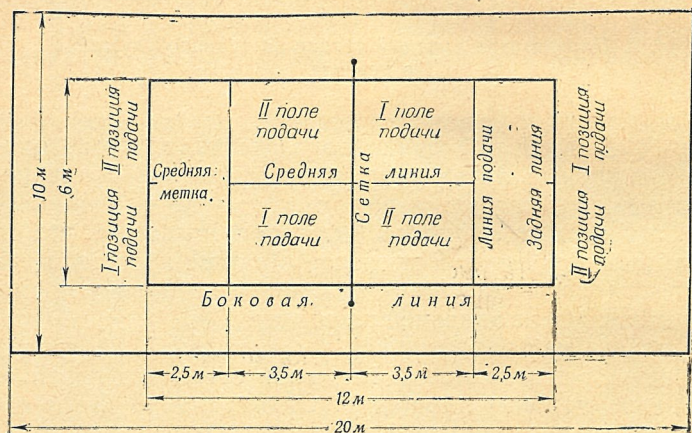 10 м
6 м
I позиция II позиция
подачи подачи
Средняя
метка
II поле
подачи
I поле
подачи
Средняя линия
I поле
подачи
II поле
подачи
Сетка
Линия подачи
Задняя линия
II позиция I позиция
подачи подачи
Боковая линия
2,5 м 3,5 м 3,5 м 2,5 м
12 м
20 м